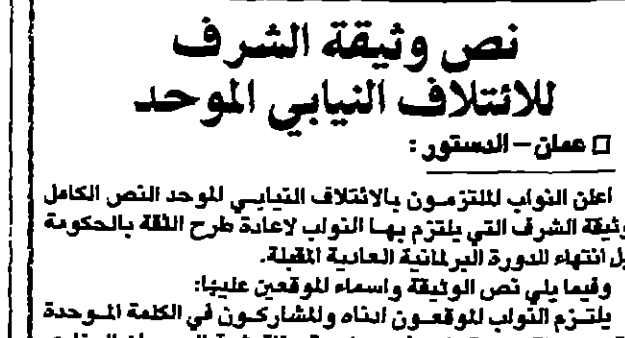 نص وثيقة الشرف
للائتلاف النيابي الموحد
□ عمان – الدستور :
اعلن النواب الملتزمون بالائتلاف النيابي الموحد النص الكامل
وثيقة الشرف التي يلتزم بها النواب لاعادة طرح الثقة بالحكومة
بل انتهاء الدورة البرلمانية العادية المقبلة.
وفيما يلي نص الوثيقة واسماء الموقعين عليها:
يلتزم النواب الموقعون ادناه والمشاركون في الكلمة الموحدة